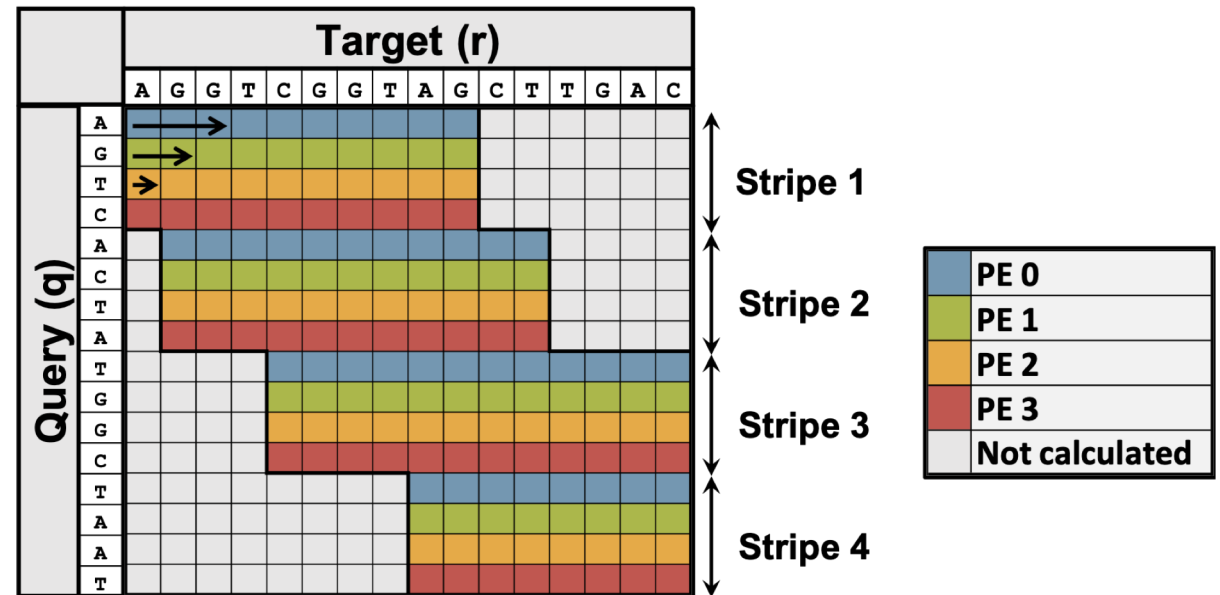 Target (r)
A G G T C G G T A G C T T G A C
Query (q)
A
G
T
C
A
C
T
A
T
G
G
C
T
A
A
T
Stripe 1
Stripe 2
Stripe 3
Stripe 4
PE 0
PE 1
PE 2
PE 3
Not calculated